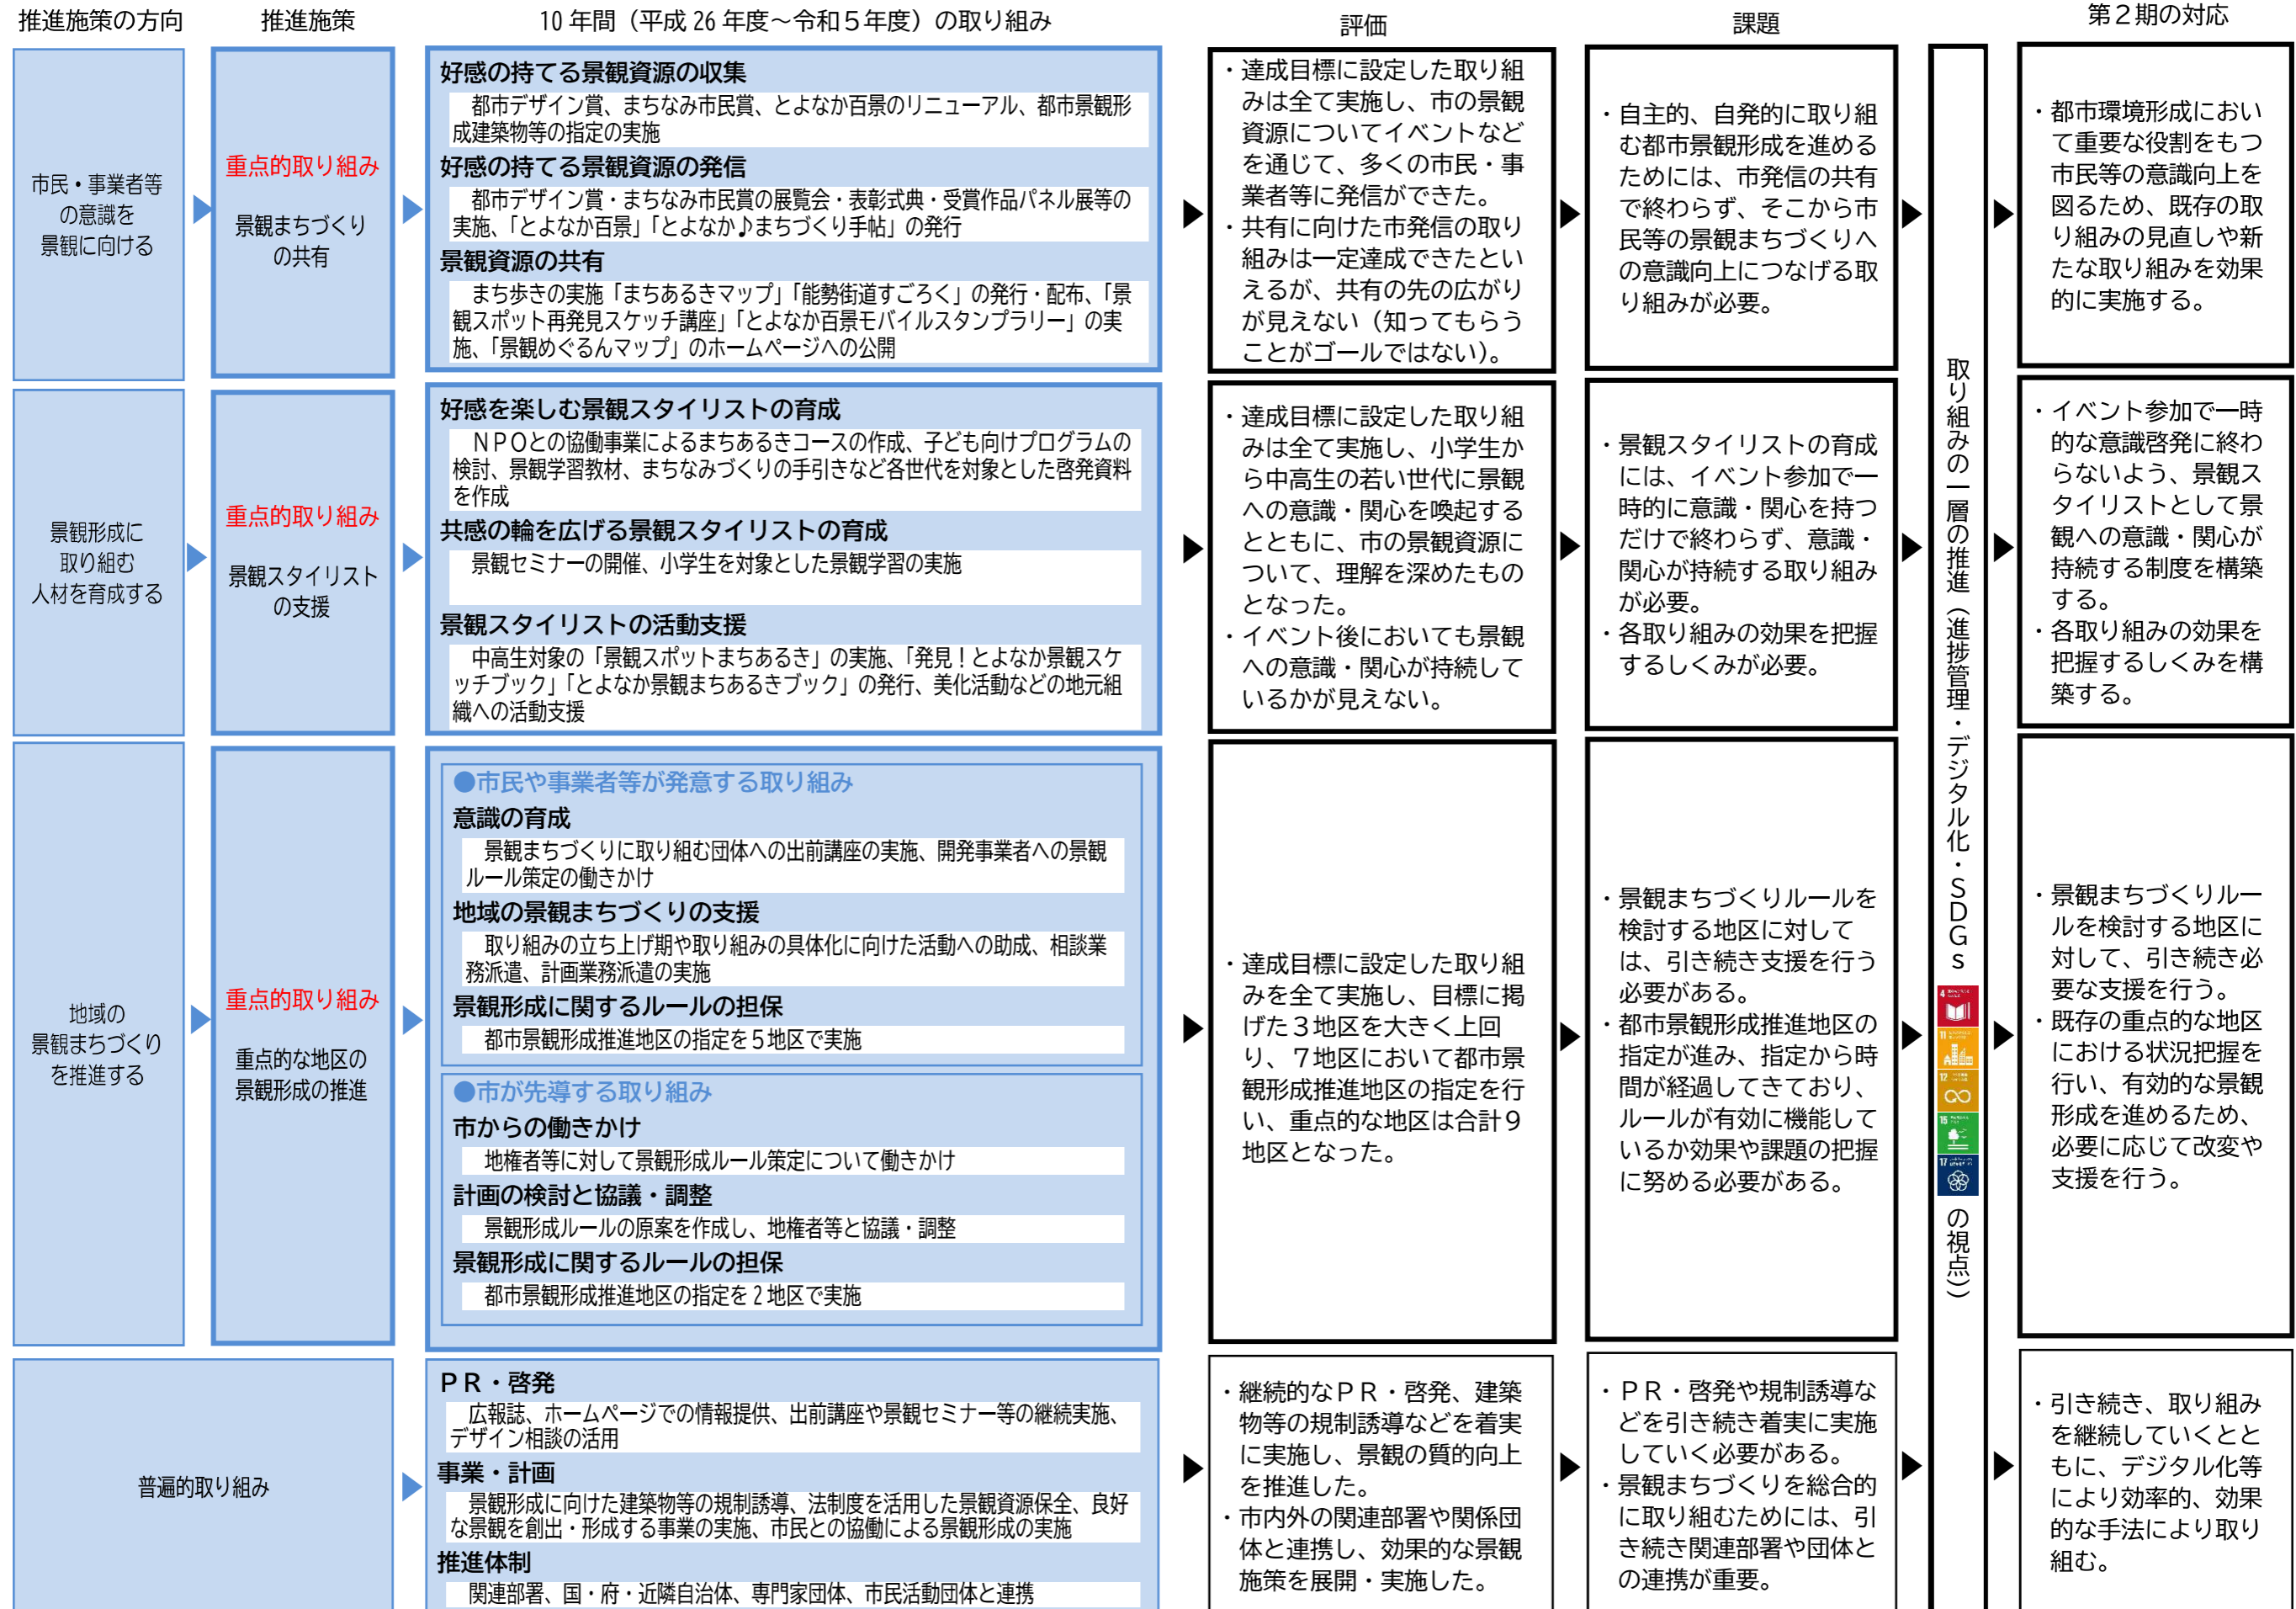 推進施策の方向
推進施策
10 年間（平成 26 年度～令和５年度）の取り組み
評価
課題
第２期の対応
市民・事業者等
の意識を
景観に向ける
重点的取り組み
景観まちづくり
の共有
好感の持てる景観資源の収集
都市デザイン賞、まちなみ市民賞、とよなか百景のリニューアル、都市景観形
成建築物等の指定の実施
好感の持てる景観資源の発信
都市デザイン賞・まちなみ市民賞の展覧会・表彰式典・受賞作品パネル展等の
実施、「とよなか百景」「とよなか♪まちづくり手帖」の発行
景観資源の共有
まち歩きの実施「まちあるきマップ」「能勢街道すごろく」の発行・配布、「景
観スポット再発見スケッチ講座」「とよなか百景モバイルスタンプラリー」の実
施、「景観めぐるんマップ」のホームページへの公開
・達成目標に設定した取り組
みは全て実施し、市の景観
資源についてイベントなど
を通じて、多くの市民・事
業者等に発信ができた。
・共有に向けた市発信の取り
組みは一定達成できたとい
えるが、共有の先の広がり
が見えない（知ってもらう
ことがゴールではない）。
・自主的、自発的に取り組
む都市景観形成を進める
ためには、市発信の共有
で終わらず、そこから市
民等の景観まちづくりへ
の意識向上につなげる取
り組みが必要。
・都市環境形成におい
て重要な役割をもつ
市民等の意識向上を
図るため、既存の取
り組みの見直しや新
たな取り組みを効果
的に実施する。
景観形成に
取り組む
人材を育成する
重点的取り組み
景観スタイリスト
の支援
好感を楽しむ景観スタイリストの育成
ＮＰＯとの協働事業によるまちあるきコースの作成、子ども向けプログラムの
検討、景観学習教材、まちなみづくりの手引きなど各世代を対象とした啓発資料
を作成
共感の輪を広げる景観スタイリストの育成
景観セミナーの開催、小学生を対象とした景観学習の実施
景観スタイリストの活動支援
中高生対象の「景観スポットまちあるき」の実施、「発見！とよなか景観スケ
ッチブック」「とよなか景観まちあるきブック」の発行、美化活動などの地元組
織への活動支援
・達成目標に設定した取り組
みは全て実施し、小学生か
ら中高生の若い世代に景観
への意識・関心を喚起する
とともに、市の景観資源に
ついて、理解を深めたもの
となった。
・イベント後においても景観
への意識・関心が持続して
いるかが見えない。
・景観スタイリストの育成
には、イベント参加で一
時的に意識・関心を持つ
だけで終わらず、意識・
関心が持続する取り組み
が必要。
・各取り組みの効果を把握
するしくみが必要。
・イベント参加で一時
的な意識啓発に終わ
らないよう、景観ス
タイリストとして景
観への意識・関心が
持続する制度を構築
する。
・各取り組みの効果を
把握するしくみを構
築する。
地域の
景観まちづくり
を推進する
重点的取り組み
重点的な地区の
景観形成の推進
●市民や事業者等が発意する取り組み
意識の育成
景観まちづくりに取り組む団体への出前講座の実施、開発事業者への景観
ルール策定の働きかけ
地域の景観まちづくりの支援
取り組みの立ち上げ期や取り組みの具体化に向けた活動への助成、相談業
務派遣、計画業務派遣の実施
景観形成に関するルールの担保
都市景観形成推進地区の指定を５地区で実施
●市が先導する取り組み
市からの働きかけ
地権者等に対して景観形成ルール策定について働きかけ
計画の検討と協議・調整
景観形成ルールの原案を作成し、地権者等と協議・調整
景観形成に関するルールの担保
都市景観形成推進地区の指定を２地区で実施
・達成目標に設定した取り組
みを全て実施し、目標に掲
げた３地区を大きく上回
り、７地区において都市景
観形成推進地区の指定を行
い、重点的な地区は合計９
地区となった。
・景観まちづくりルールを
検討する地区に対して
は、引き続き支援を行う
必要がある。
・都市景観形成推進地区の
指定が進み、指定から時
間が経過してきており、
ルールが有効に機能して
いるか効果や課題の把握
に努める必要がある。
取り組みの一層の推進（進捗管理・デジタル化・ＳＤＧｓ
4
11
12
15
17
の視点）
・景観まちづくりルー
ルを検討する地区に
対して、引き続き必
要な支援を行う。
・既存の重点的な地区
における状況把握を
行い、有効的な景観
形成を進めるため、
必要に応じて改変や
支援を行う。
普遍的取り組み
ＰＲ・啓発
広報誌、ホームページでの情報提供、出前講座や景観セミナー等の継続実施、
デザイン相談の活用
事業・計画
景観形成に向けた建築物等の規制誘導、法制度を活用した景観資源保全、良好
な景観を創出・形成する事業の実施、市民との協働による景観形成の実施
推進体制
関連部署、国・府・近隣自治体、専門家団体、市民活動団体と連携
・継続的なＰＲ・啓発、建築
物等の規制誘導などを着実
に実施し、景観の質的向上
を推進した。
・市内外の関連部署や関係団
体と連携し、効果的な景観
施策を展開・実施した。
・ＰＲ・啓発や規制誘導な
どを引き続き着実に実施
していく必要がある。
・景観まちづくりを総合的
に取り組むためには、引
き続き関連部署や団体と
の連携が重要。
・引き続き、取り組み
を継続していくとと
もに、デジタル化等
により効率的、効果
的な手法により取り
組む。